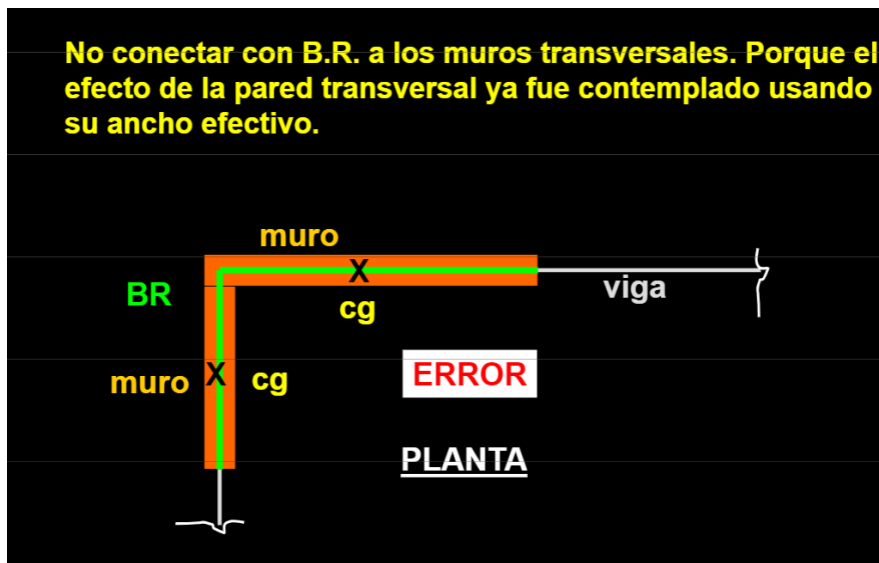 No conectar con B.R. a los muros transversales. Porque el
efecto de la pared transversal ya fue contemplado usando
su ancho efectivo.
muro
BR
X
cg
viga
muro
X
cg
ERROR
PLANTA